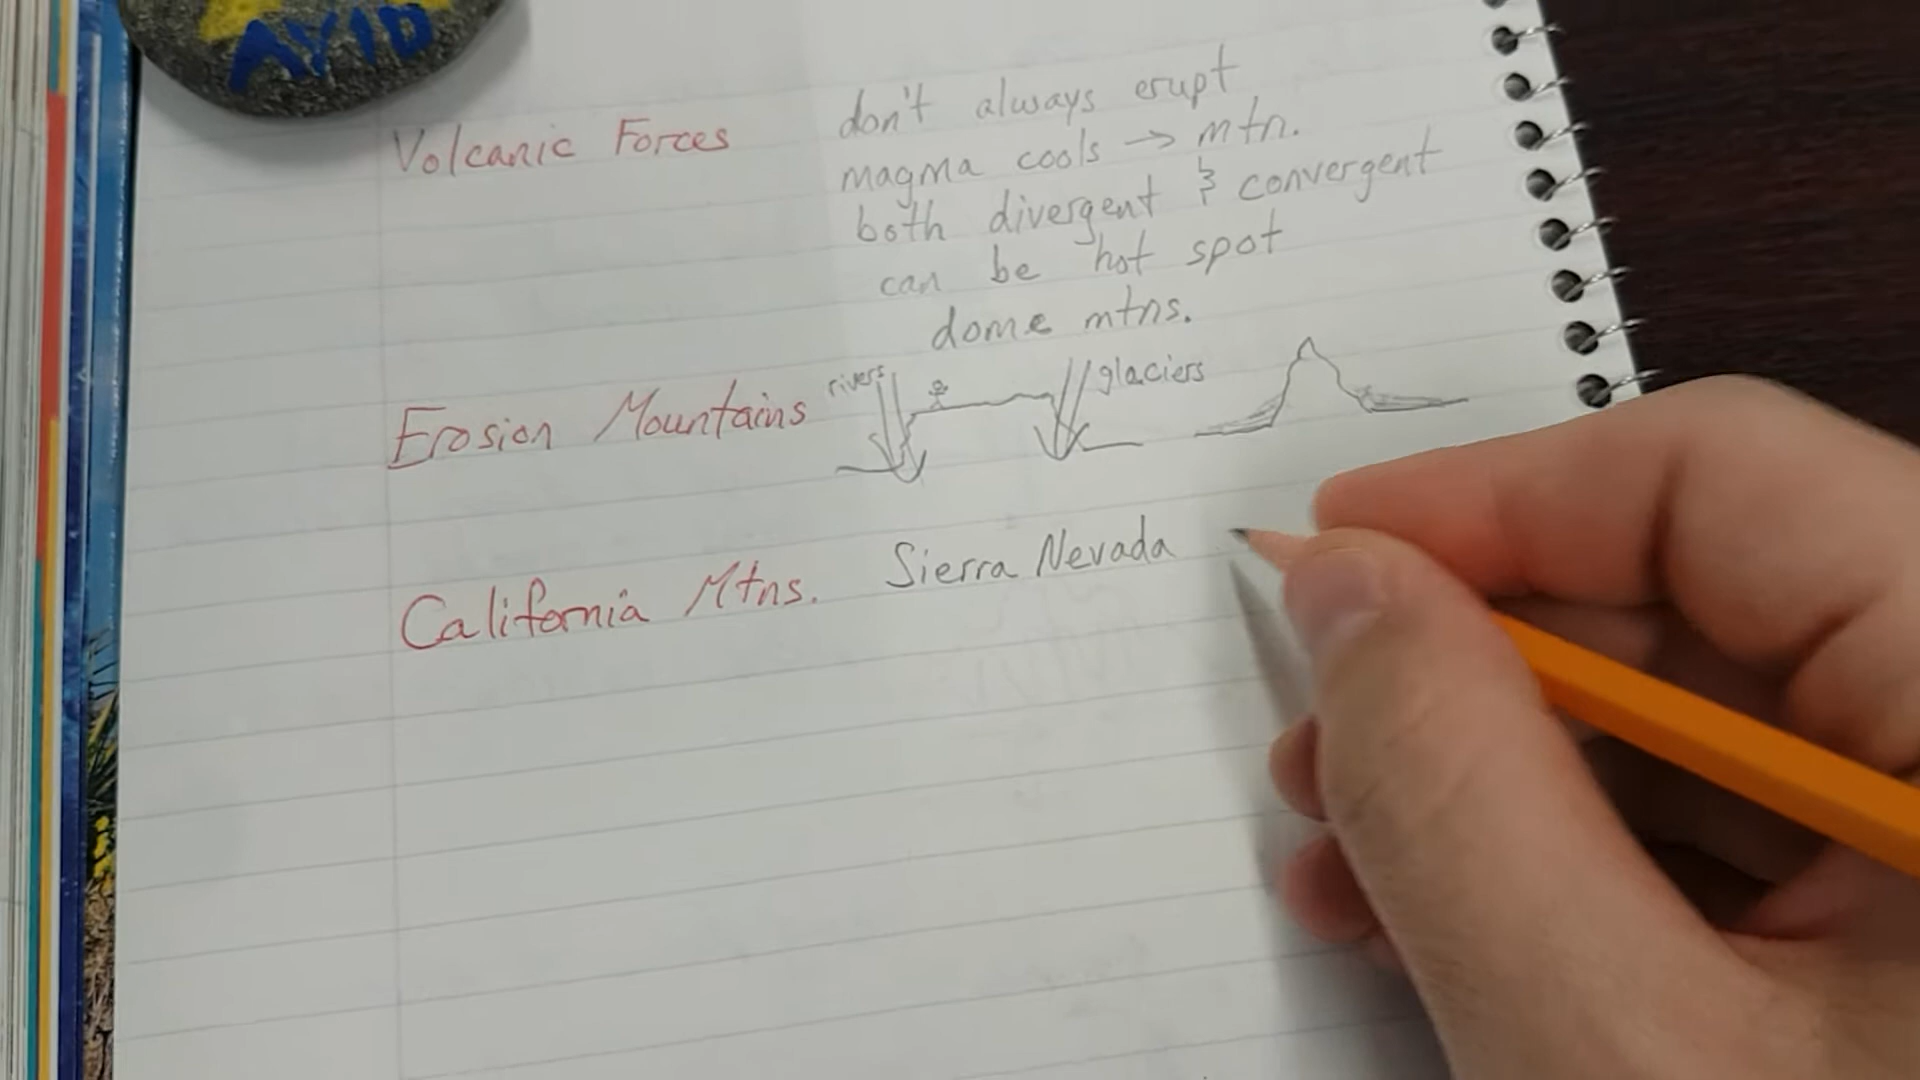 AVID
Volcanic Forces
don't always erupt
magma cools → mtn.
both divergent & convergent
can be hot spot
dome mtns.
Erosion Mountains
rivers
glaciers
California Mtns.
Sierra Nevada